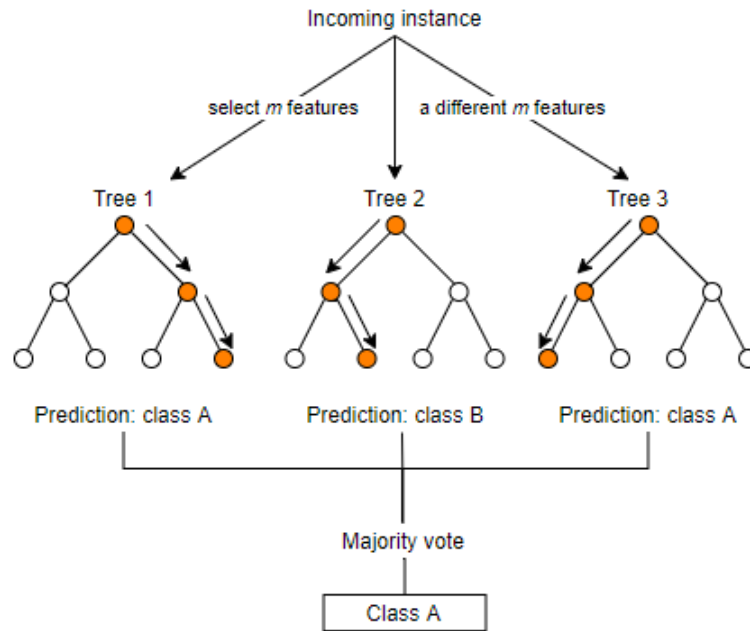 Incoming instance
select m features
a different m features
Tree 1
Tree 2
Tree 3
Prediction: class A
Prediction: class B
Prediction: class A
Majority vote
Class A